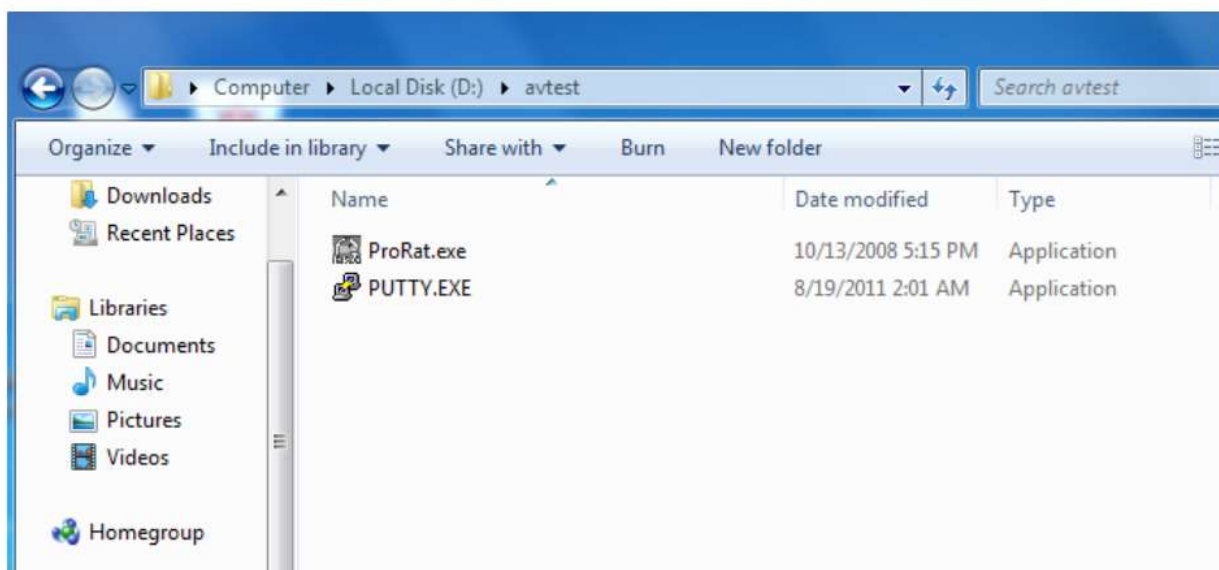 Computer Local Disk (D:) avtest Search avtest
Organize Include in library Share with Burn New folder
Downloads
Recent Places
Libraries
Documents
Music
Pictures
Videos
Homegroup
Name Date modified Type
ProRat.exe 10/13/2008 5:15 PM Application
PUTTY.EXE 8/19/2011 2:01 AM Application